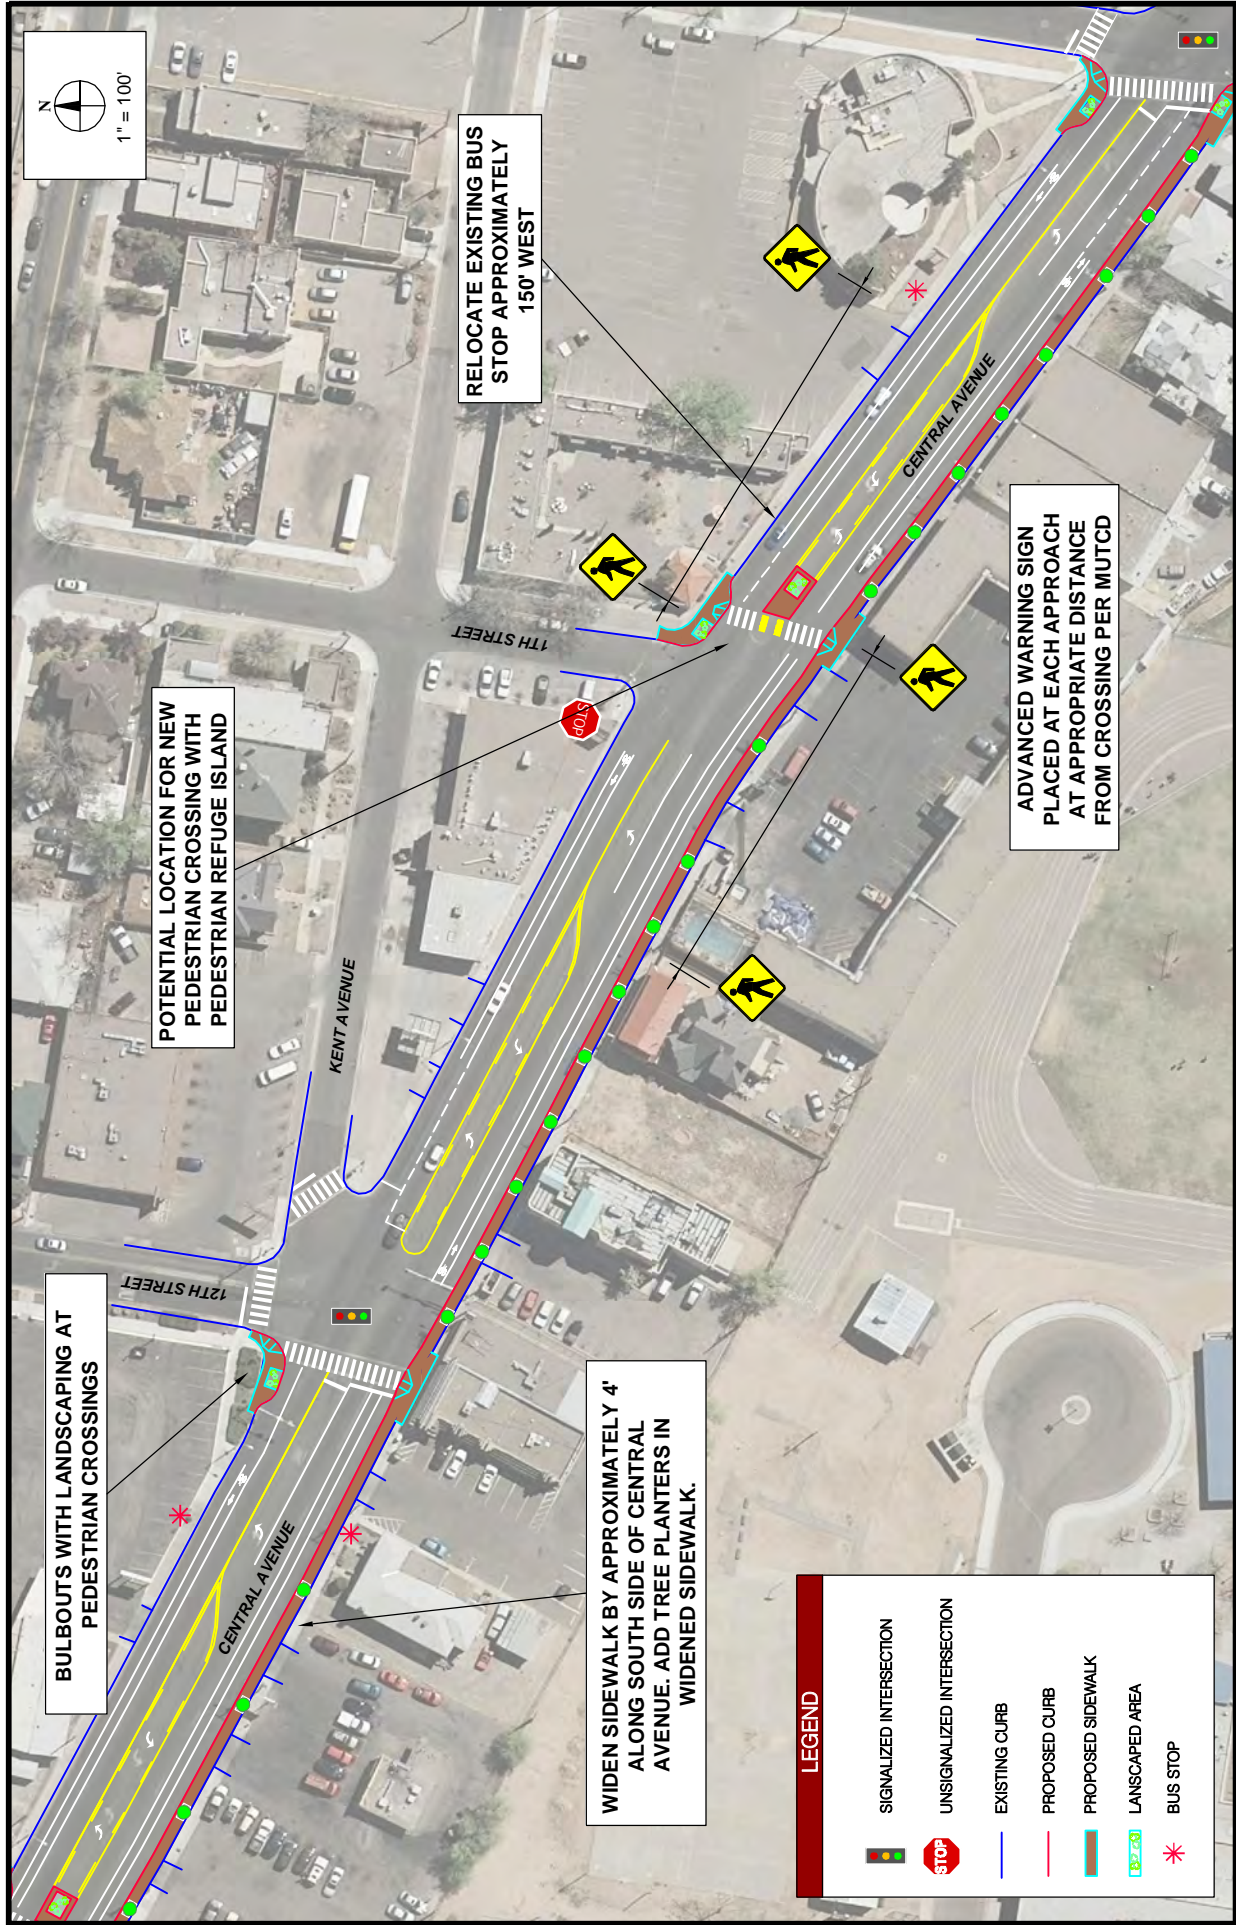 N
1" = 100'
RELOCATE EXISTING BUS
STOP APPROXIMATELY
150' WEST
POTENTIAL LOCATION FOR NEW
PEDESTRIAN CROSSING WITH
PEDESTRIAN REFUGE ISLAND
BULBOUTS WITH LANDSCAPING AT
PEDESTRIAN CROSSINGS
12TH STREET
KENT AVENUE
1TH STREET
STOP
CENTRAL AVENUE
CENTRAL AVENUE
WIDEN SIDEWALK BY APPROXIMATELY 4'
ALONG SOUTH SIDE OF CENTRAL
AVENUE. ADD TREE PLANTERS IN
WIDENED SIDEWALK.
ADVANCED WARNING SIGN
PLACED AT EACH APPROACH
AT APPROPRIATE DISTANCE
FROM CROSSING PER MUTCD
LEGEND
SIGNALIZED INTERSECTION
STOP
UNSIGNALIZED INTERSECTION
EXISTING CURB
PROPOSED CURB
PROPOSED SIDEWALK
LANSCAPED AREA
BUS STOP